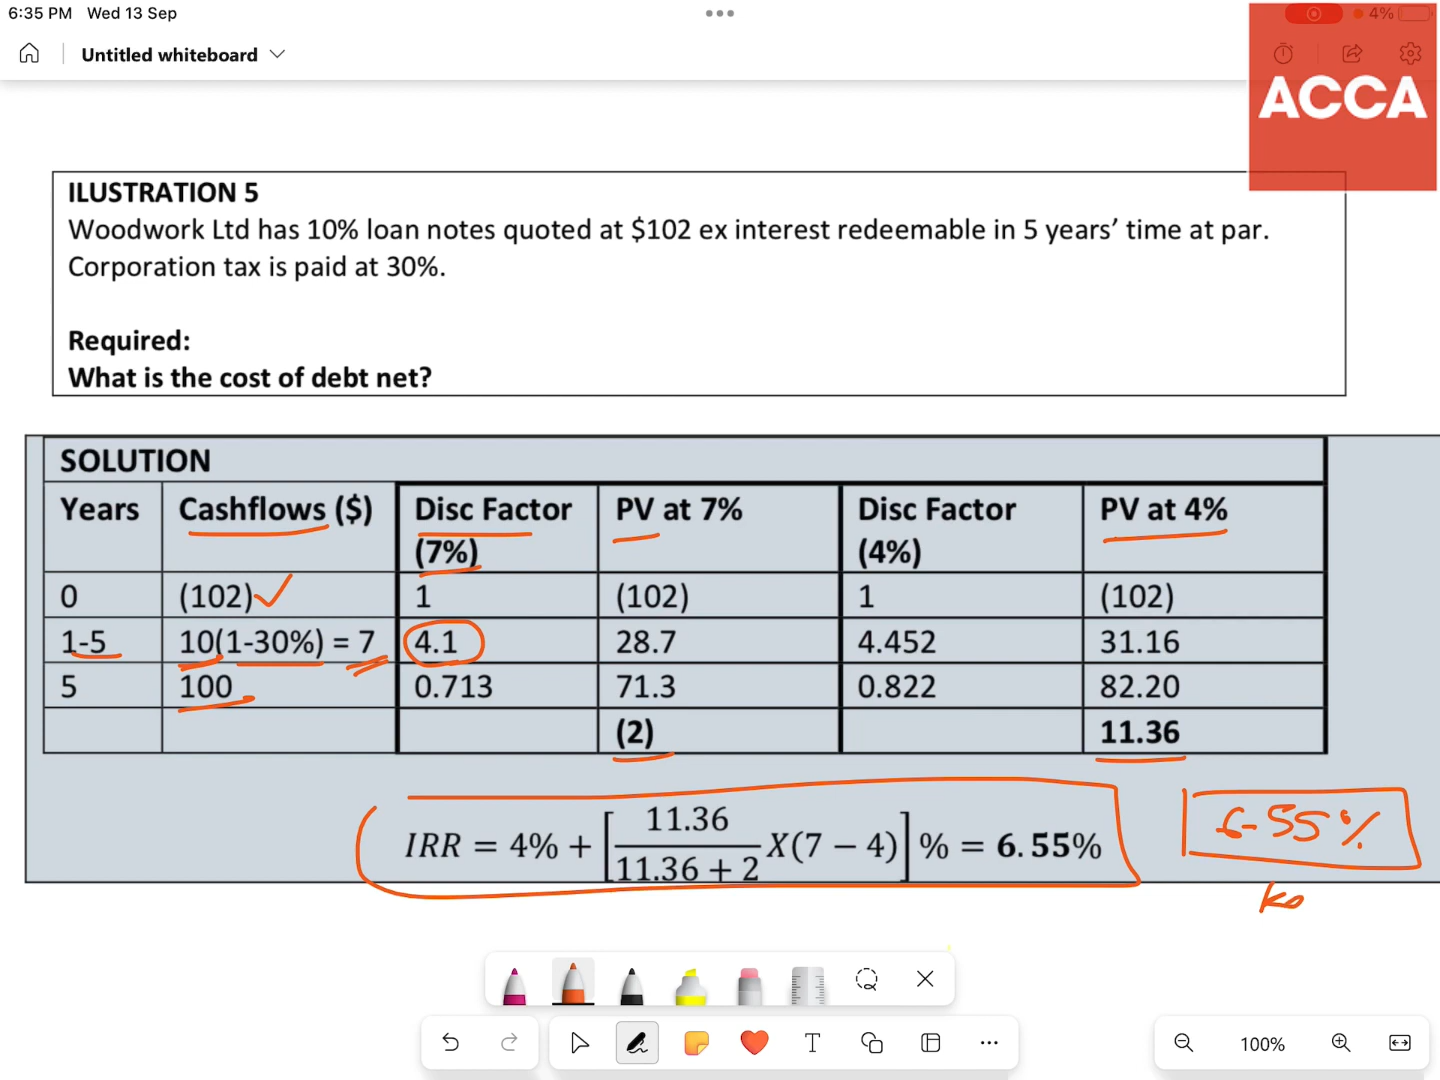 6:35 PM Wed 13 Sep
4%
Untitled whiteboard
ACCA
ILUSTRATION 5
Woodwork Ltd has 10% loan notes quoted at $102 ex interest redeemable in 5 years’ time at par.
Corporation tax is paid at 30%.
Required:
What is the cost of debt net?
SOLUTION
Years Cashflows ($) Disc Factor (7%) PV at 7% Disc Factor (4%) PV at 4%
0 (102) 1 (102) 1 (102)
1-5 10(1-30%) = 7 4.1 28.7 4.452 31.16
5 100 0.713 71.3 0.822 82.20
(2) 11.36
IRR = 4% + [11.36 / 11.36 + 2 X(7 − 4)] % = 6.55%
6.55%
100%